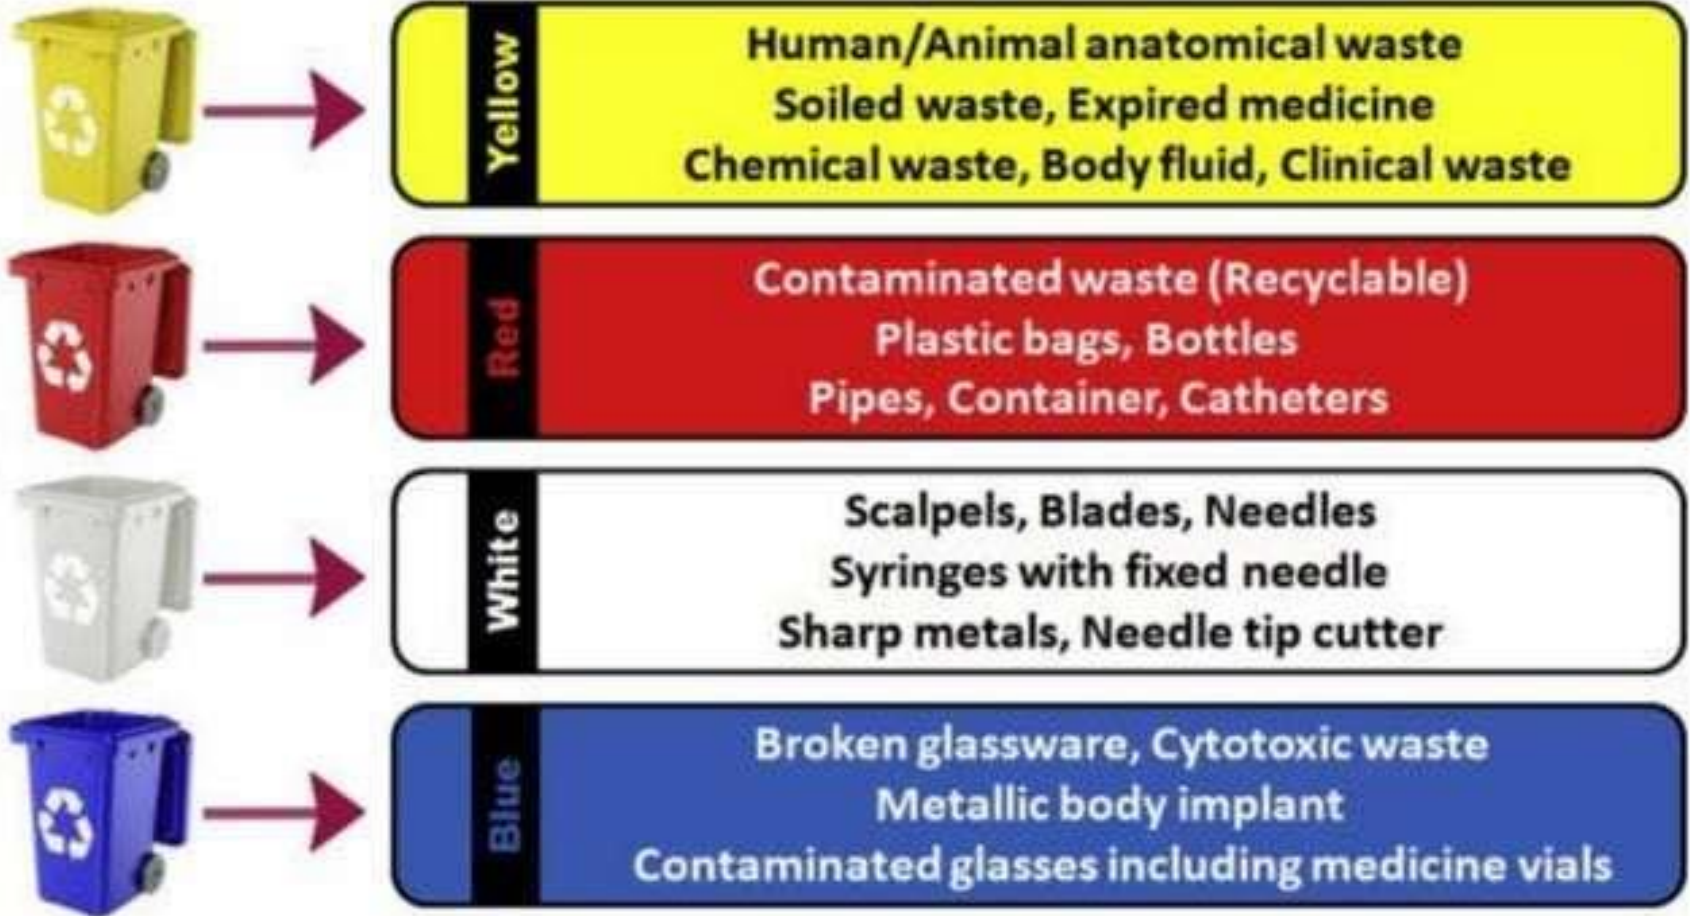 Yellow
Human/Animal anatomical waste
Soiled waste, Expired medicine
Chemical waste, Body fluid, Clinical waste
Red
Contaminated waste (Recyclable)
Plastic bags, Bottles
Pipes, Container, Catheters
White
Scalpels, Blades, Needles
Syringes with fixed needle
Sharp metals, Needle tip cutter
Blue
Broken glassware, Cytotoxic waste
Metallic body implant
Contaminated glasses including medicine vials